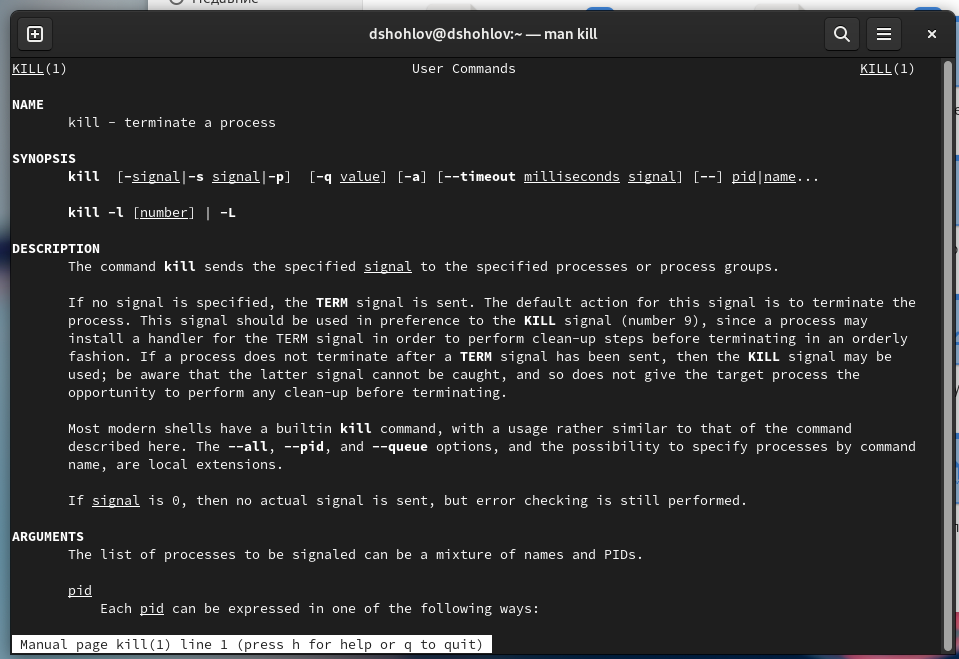 Недавние
dshohlov@dshohlov:~ — man kill
KILL(1) User Commands KILL(1)
NAME
kill - terminate a process
SYNOPSIS
kill [-signal|-s signal|-p] [-q value] [-a] [--timeout milliseconds signal] [--] pid|name...
kill -l [number] | -L
DESCRIPTION
The command kill sends the specified signal to the specified processes or process groups.
If no signal is specified, the TERM signal is sent. The default action for this signal is to terminate the
process. This signal should be used in preference to the KILL signal (number 9), since a process may
install a handler for the TERM signal in order to perform clean-up steps before terminating in an orderly
fashion. If a process does not terminate after a TERM signal has been sent, then the KILL signal may be
used; be aware that the latter signal cannot be caught, and so does not give the target process the
opportunity to perform any clean-up before terminating.
Most modern shells have a builtin kill command, with a usage rather similar to that of the command
described here. The --all, --pid, and --queue options, and the possibility to specify processes by command
name, are local extensions.
If signal is 0, then no actual signal is sent, but error checking is still performed.
ARGUMENTS
The list of processes to be signaled can be a mixture of names and PIDs.
pid
Each pid can be expressed in one of the following ways:
Manual page kill(1) line 1 (press h for help or q to quit)